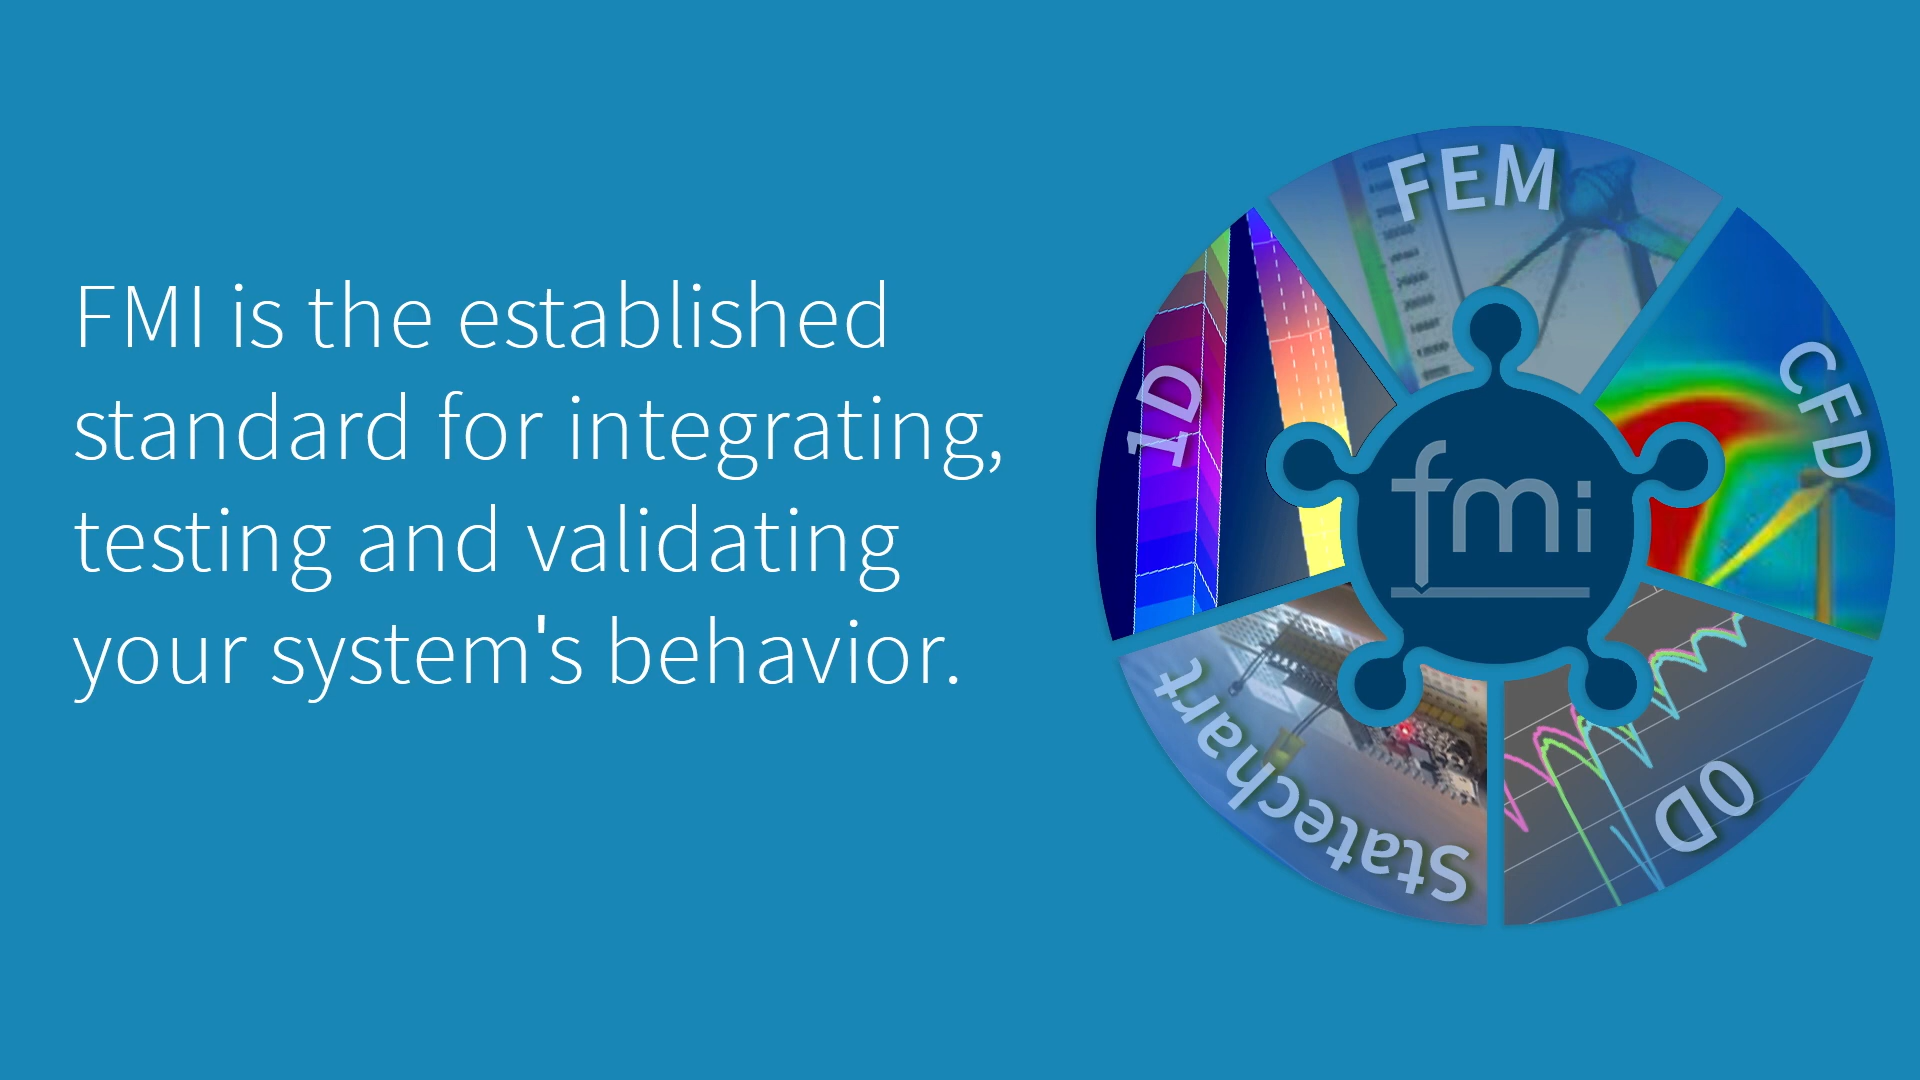 FMI is the established
standard for integrating,
testing and validating
your system's behavior.
FEM
CFD
0D
Statechart
1D
fmi